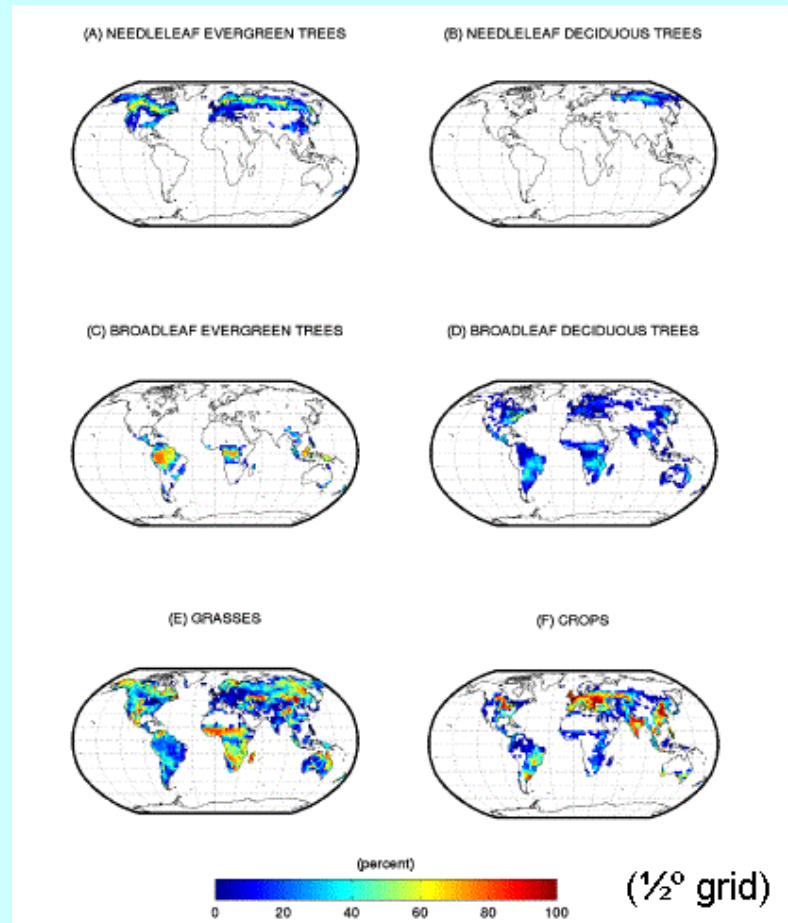 (A) NEEDLELEAF EVERGREEN TREES
(B) NEEDLELEAF DECIDUOUS TREES
(C) BROADLEAF EVERGREEN TREES
(D) BROADLEAF DECIDUOUS TREES
(E) GRASSES
(F) CROPS
(percent)
0 20 40 60 80 100
(½º grid)